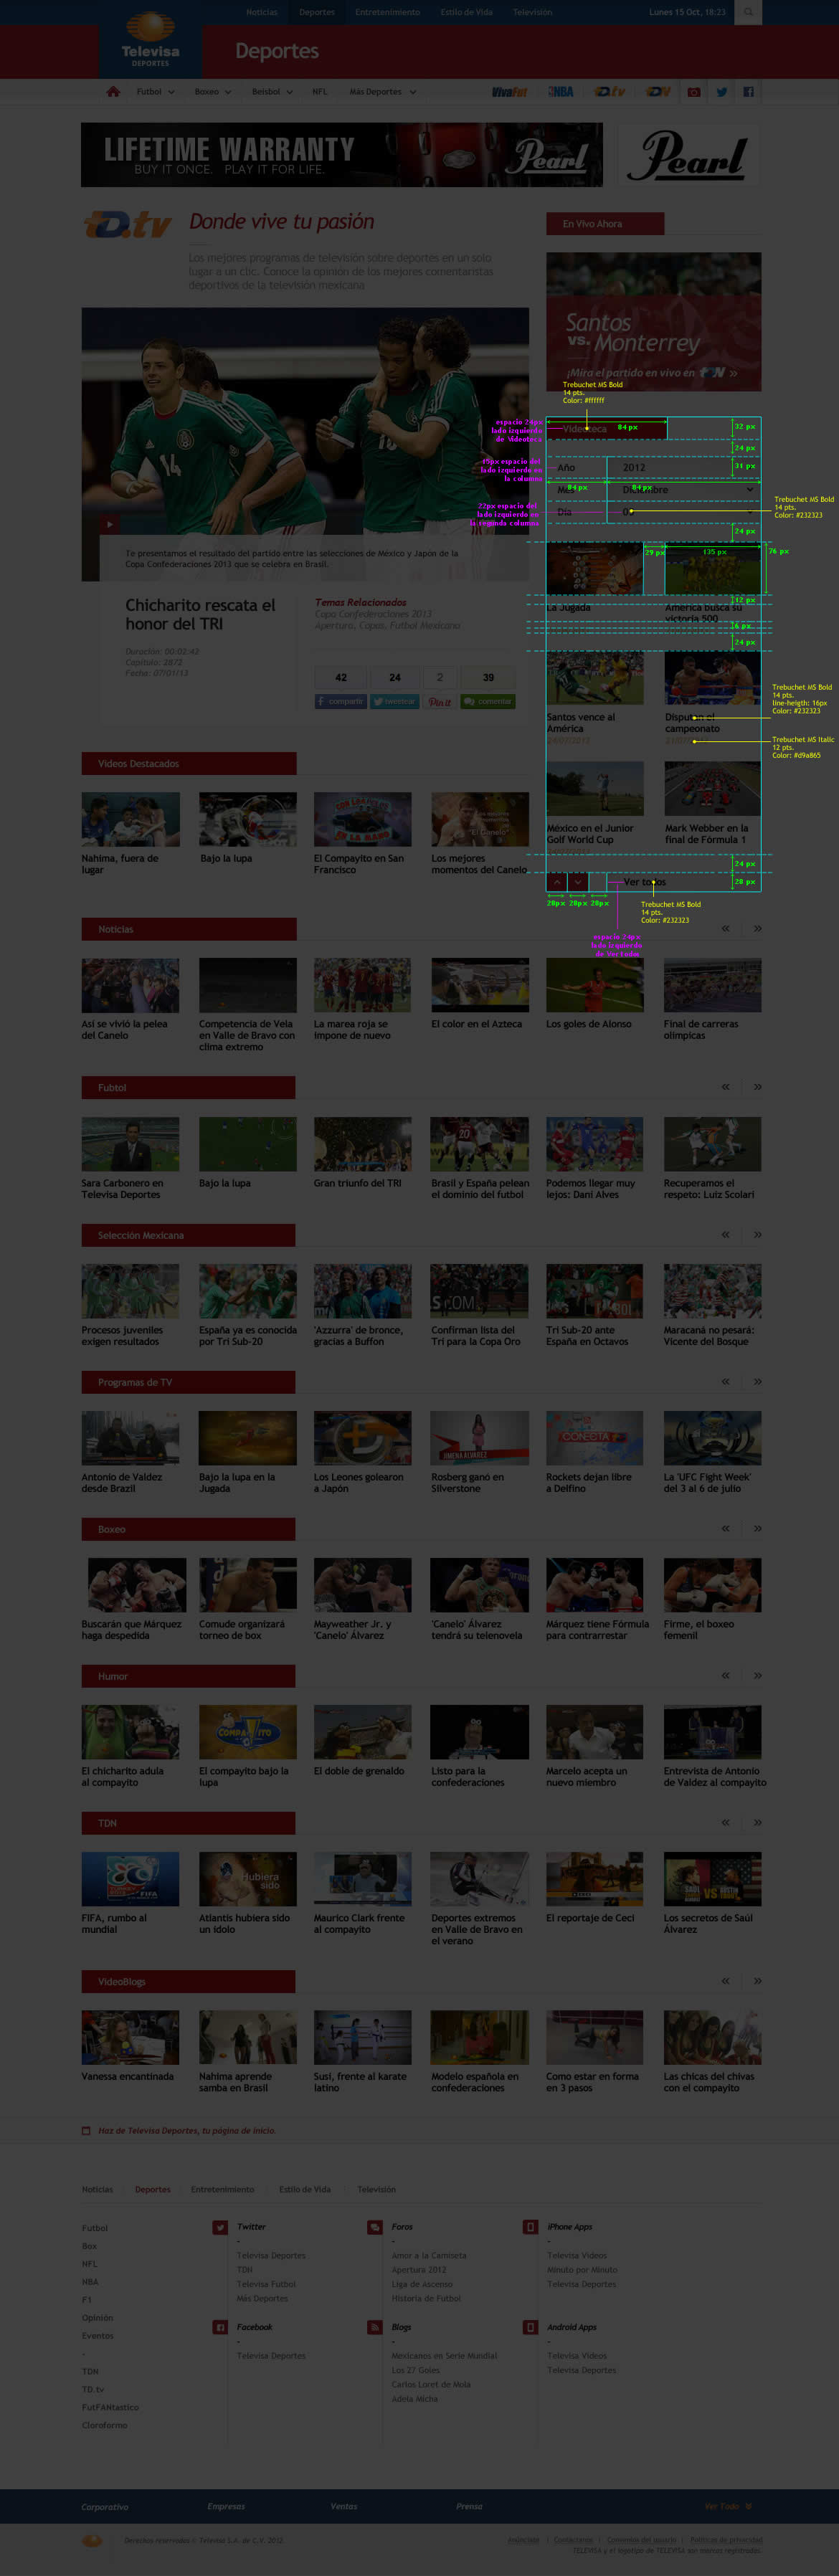 Noticias Deportes Entretenimiento Estilo de Vida Televisión Lunes 15 Oct, 18:23
Televisa
DEPORTES
Deportes
Futbol Boxeo Beisbol NFL Más Deportes VivaFut NBA TD.tv
LIFETIME WARRANTY
BUY IT ONCE. PLAY IT FOR LIFE.
Pearl
Pearl
TD.tv
Donde vive tu pasión
Los mejores programas de televisión sobre deportes en un solo
lugar a un clic. Conoce la opinión de los mejores comentaristas
deportivos de la televisión mexicana
En Vivo Ahora
Santos
vs. Monterrey
¡Mira el partido en vivo en TDN »
Trebuchet MS Bold
14 pts.
Color: #ffffff
espacio 24px
lado izquierdo
de Videoteva
Videoteca
84 px
32 px
24 px
15px espacio del
lado izquierdo en
la columna
Año 2012
31 px
Mes Diciembre
84 px 84 px
22px espacio del
lado izquierdo en
la segunda columna
Día
Trebuchet MS Bold
14 pts.
Color: #232323
24 px
29 px 135 px 76 px
12 px
La Jugada
América busca su
victoria 500
6 px
24 px
Te presentamos el resultado del partido entre las selecciones de México y Japón de la
Copa Confederaciones 2013 que se celebra en Brasil.
Chicharito rescata el
honor del TRI
Duración: 00:02:42
Capítulo: 2872
Fecha: 07/01/13
Temas Relacionados
Copa Confederaciones 2013
Apertura, Copas, Futbol Mexicano
42 24 2 39
compartir twittear Pin it comentar
Santos vence al
América
campeonato
Trebuchet MS Bold
14 pts.
line-heigth: 16px
Color: #232323
Trebuchet MS Italic
12 pts.
Color: #d9a865
México en el Junior
Golf World Cup
Mark Webber en la
final de Fórmula 1
24 px
28 px
Ver todos
28px 28px 28px
Trebuchet MS Bold
14 pts.
Color: #232323
lado izquierdo
de Ver todos
Videos Destacados
Nahima, fuera de
lugar
Bajo la lupa
El Compayito en San
Francisco
Los mejores
momentos del Canelo
Noticias
Así se vivió la pelea
del Canelo
Competencia de Vela
en Valle de Bravo con
clima extremo
La marea roja se
impone de nuevo
El color en el Azteca
Los goles de Alonso
Final de carreras
olímpicas
Fubtol
Sara Carbonero en
Televisa Deportes
Bajo la lupa
Gran triunfo del TRI
Brasil y España pelean
el dominio del futbol
Podemos llegar muy
lejos: Dani Alves
Recuperamos el
respeto: Luiz Scolari
Selección Mexicana
Procesos juveniles
exigen resultados
España ya es conocida
por Tri Sub-20
'Azzurra' de bronce,
gracias a Buffon
Confirman lista del
Tri para la Copa Oro
Tri Sub-20 ante
España en Octavos
Maracaná no pesará:
Vicente del Bosque
Programas de TV
XIMENA ÁLVAREZ
CONECTA
Antonio de Valdez
desde Brazil
Bajo la lupa en la
Jugada
Los Leones golearon
a Japón
Rosberg ganó en
Silverstone
Rockets dejan libre
a Delfino
La 'UFC Fight Week'
del 3 al 6 de julio
Boxeo
Buscarán que Márquez
haga despedida
Comude organizará
torneo de box
Mayweather Jr. y
'Canelo' Álvarez
'Canelo' Álvarez
tendrá su telenovela
Márquez tiene Fórmula
para contrarrestar
Firme, el boxeo
femenil
Humor
El chicharito adula
al compayito
El compayito bajo la
lupa
El doble de grenaldo
Listo para la
confederaciones
Marcelo acepta un
nuevo miembro
Entrevista de Antonio
de Valdez al compayito
TDN
Hubiera
sido
FIFA, rumbo al
mundial
Atlantis hubiera sido
un ídolo
Maurico Clark frente
al compayito
Deportes extremos
en Valle de Bravo en
el verano
El reportaje de Ceci
Los secretos de Saúl
Álvarez
VideoBlogs
Vanessa encantinada
Nahima aprende
samba en Brasil
Susi, frente al karate
latino
Modelo española en
confederaciones
Como estar en forma
en 3 pasos
Las chicas del chivas
con el compayito
Haz de Televisa Deportes, tu página de inicio.
Noticias Deportes Entretenimiento Estilo de Vida Televisión
Futbol
Box
NFL
NBA
F1
Opinión
Eventos
-
TDN
TD.tv
FutFANtastico
Cloroformo
Twitter
-
Televisa Deportes
TDN
Televisa Futbol
Más Deportes
Foros
-
Amor a la Camiseta
Apertura 2012
Liga de Ascenso
Historia de Futbol
iPhone Apps
-
Televisa Videos
Minuto por Minuto
Televisa Deportes
Facebook
-
Televisa Deportes
Blogs
-
Mexicanos en Serie Mundial
Los 27 Goles
Carlos Loret de Mola
Adela Micha
Android Apps
-
Televisa Videos
Televisa Deportes
Corporativo Empresas Ventas Prensa Ver Todo
Derechos reservados © Televisa S.A. de C.V. 2012.
Anúnciate | Contáctanos | Convenios del usuario | Políticas de privacidad
TELEVISA y el logotipo de TELEVISA son marcas registradas.